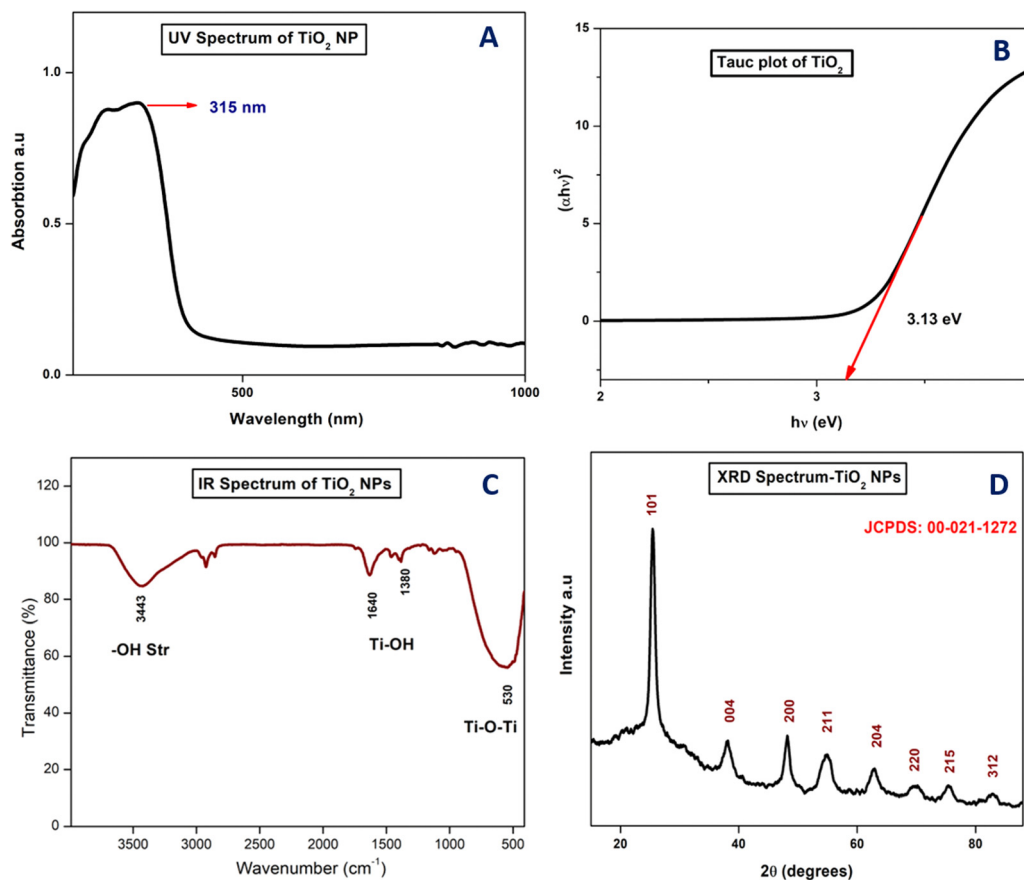 UV Spectrum of TiO2 NP
A
315 nm
1.0
0.5
0.0
500
1000
Absorbtion a.u
Wavelength (nm)
Tauc plot of TiO2
B
15
10
5
0
(αhν)²
3.13 eV
2
3
hν (eV)
IR Spectrum of TiO2 NPs
C
120
100
80
60
40
20
0
Transmittance (%)
3443
-OH Str
1640
1380
Ti-OH
530
Ti-O-Ti
3500
3000
2500
2000
1500
1000
500
Wavenumber (cm⁻¹)
XRD Spectrum-TiO2 NPs
D
JCPDS: 00-021-1272
101
004
200
211
204
220
215
312
Intensity a.u
20
40
60
80
2θ (degrees)